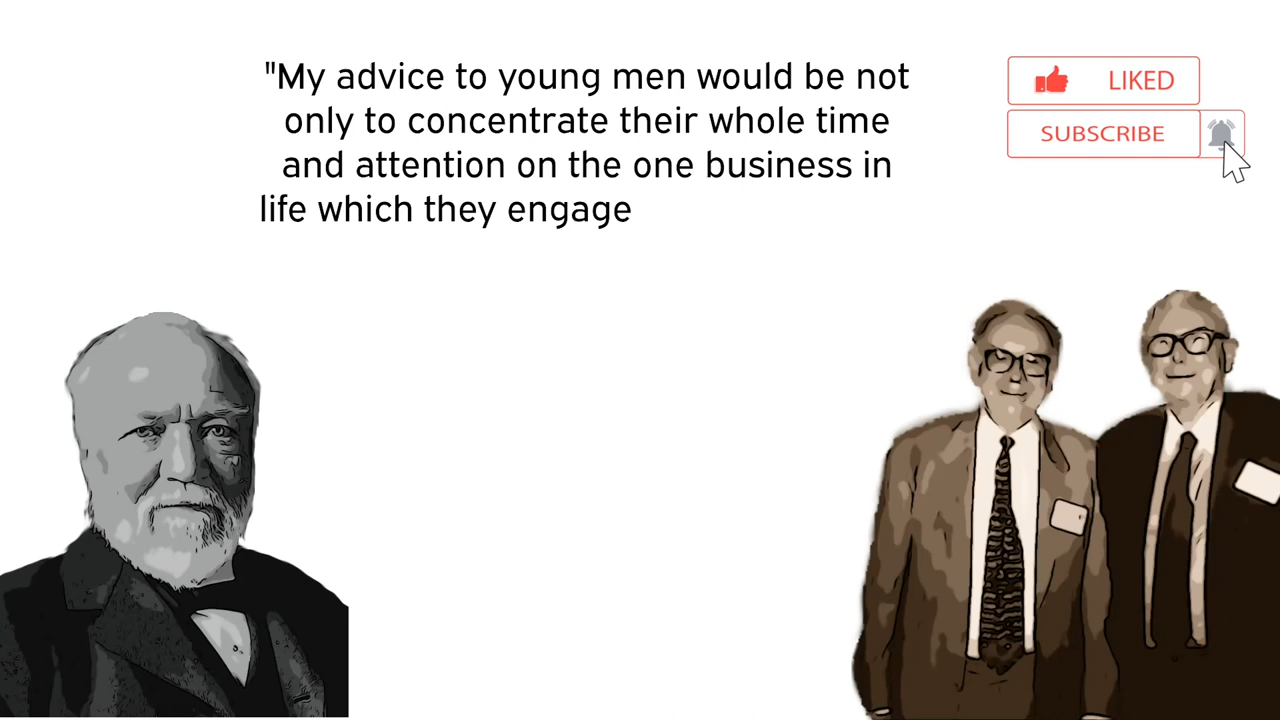 "My advice to young men would be not
only to concentrate their whole time
and attention on the one business in
life which they engage
LIKED
SUBSCRIBE